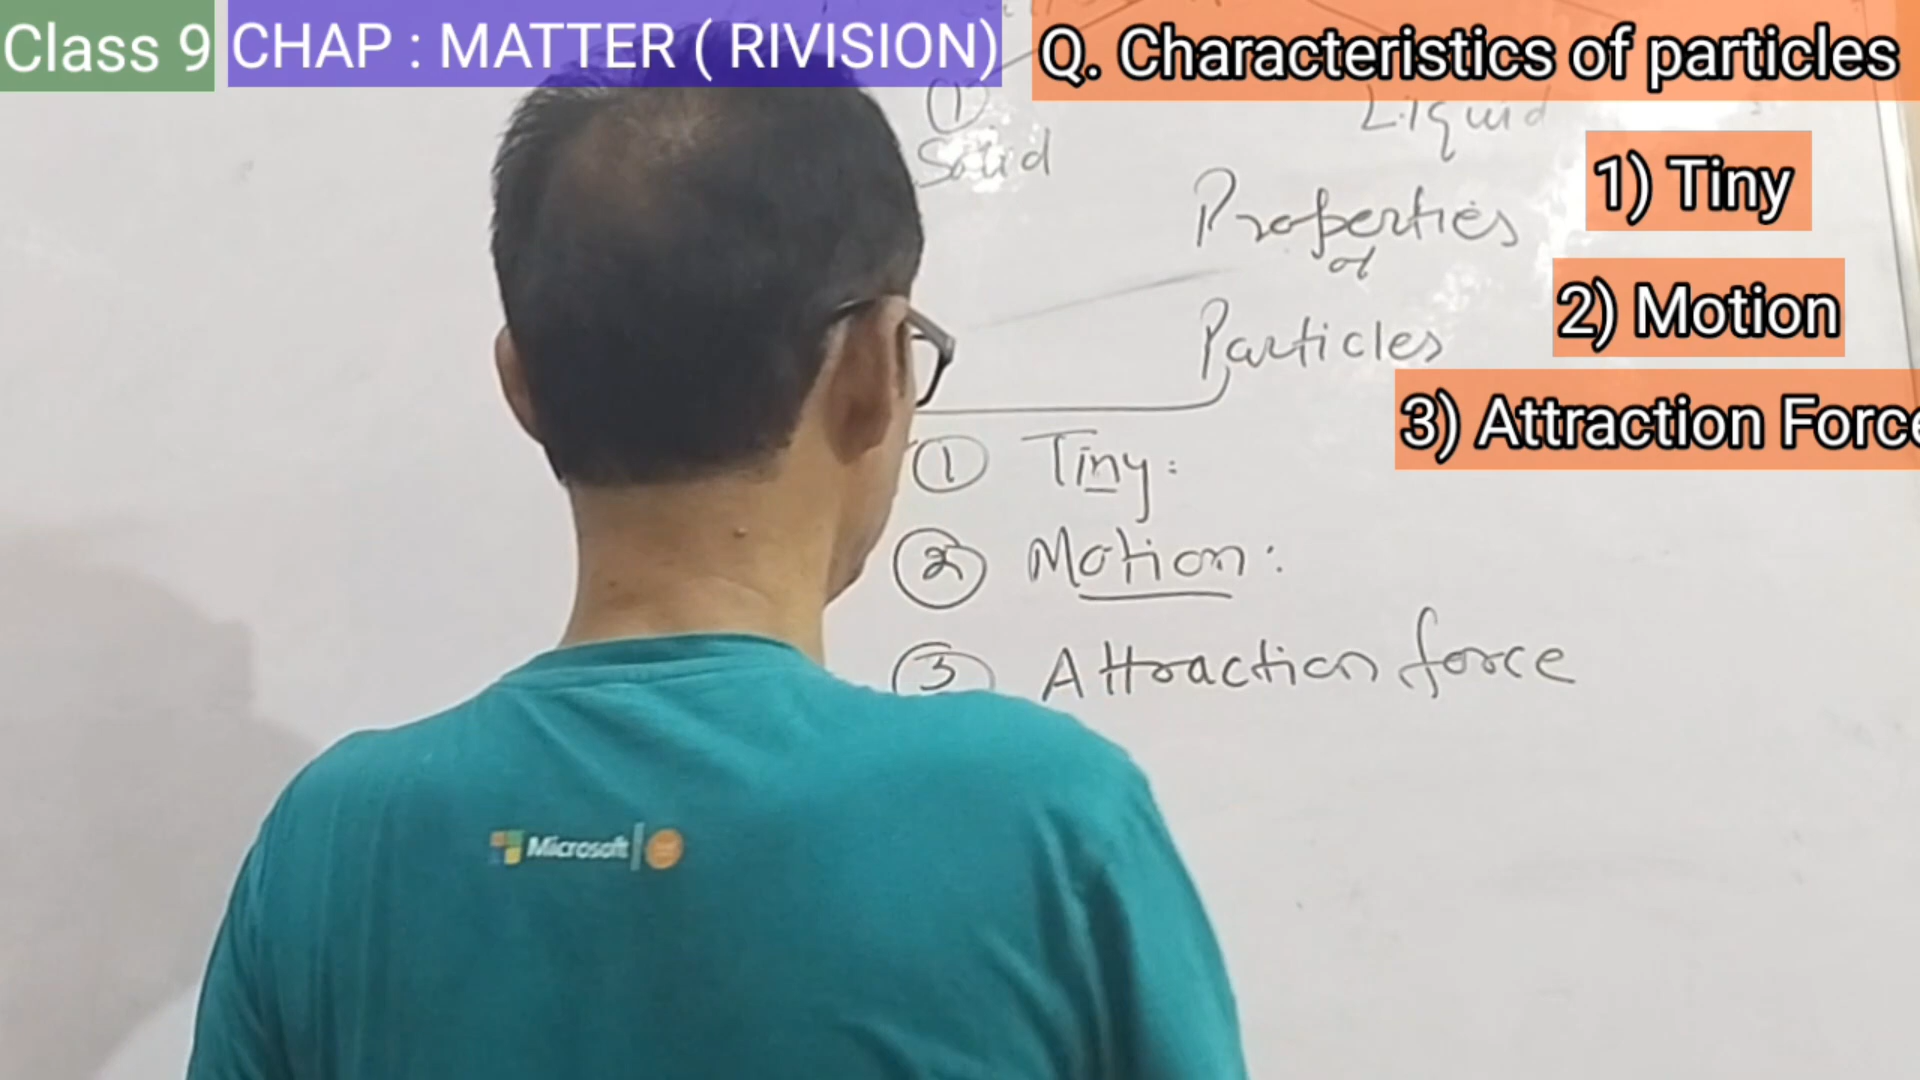 Class 9
CHAP : MATTER ( RIVISION)
Q. Characteristics of particles
1) Tiny
2) Motion
3) Attraction Force
① Solid
Liquid
Properties
of
Particles
① Tiny:
② Motion:
③ Attraction force
Microsoft